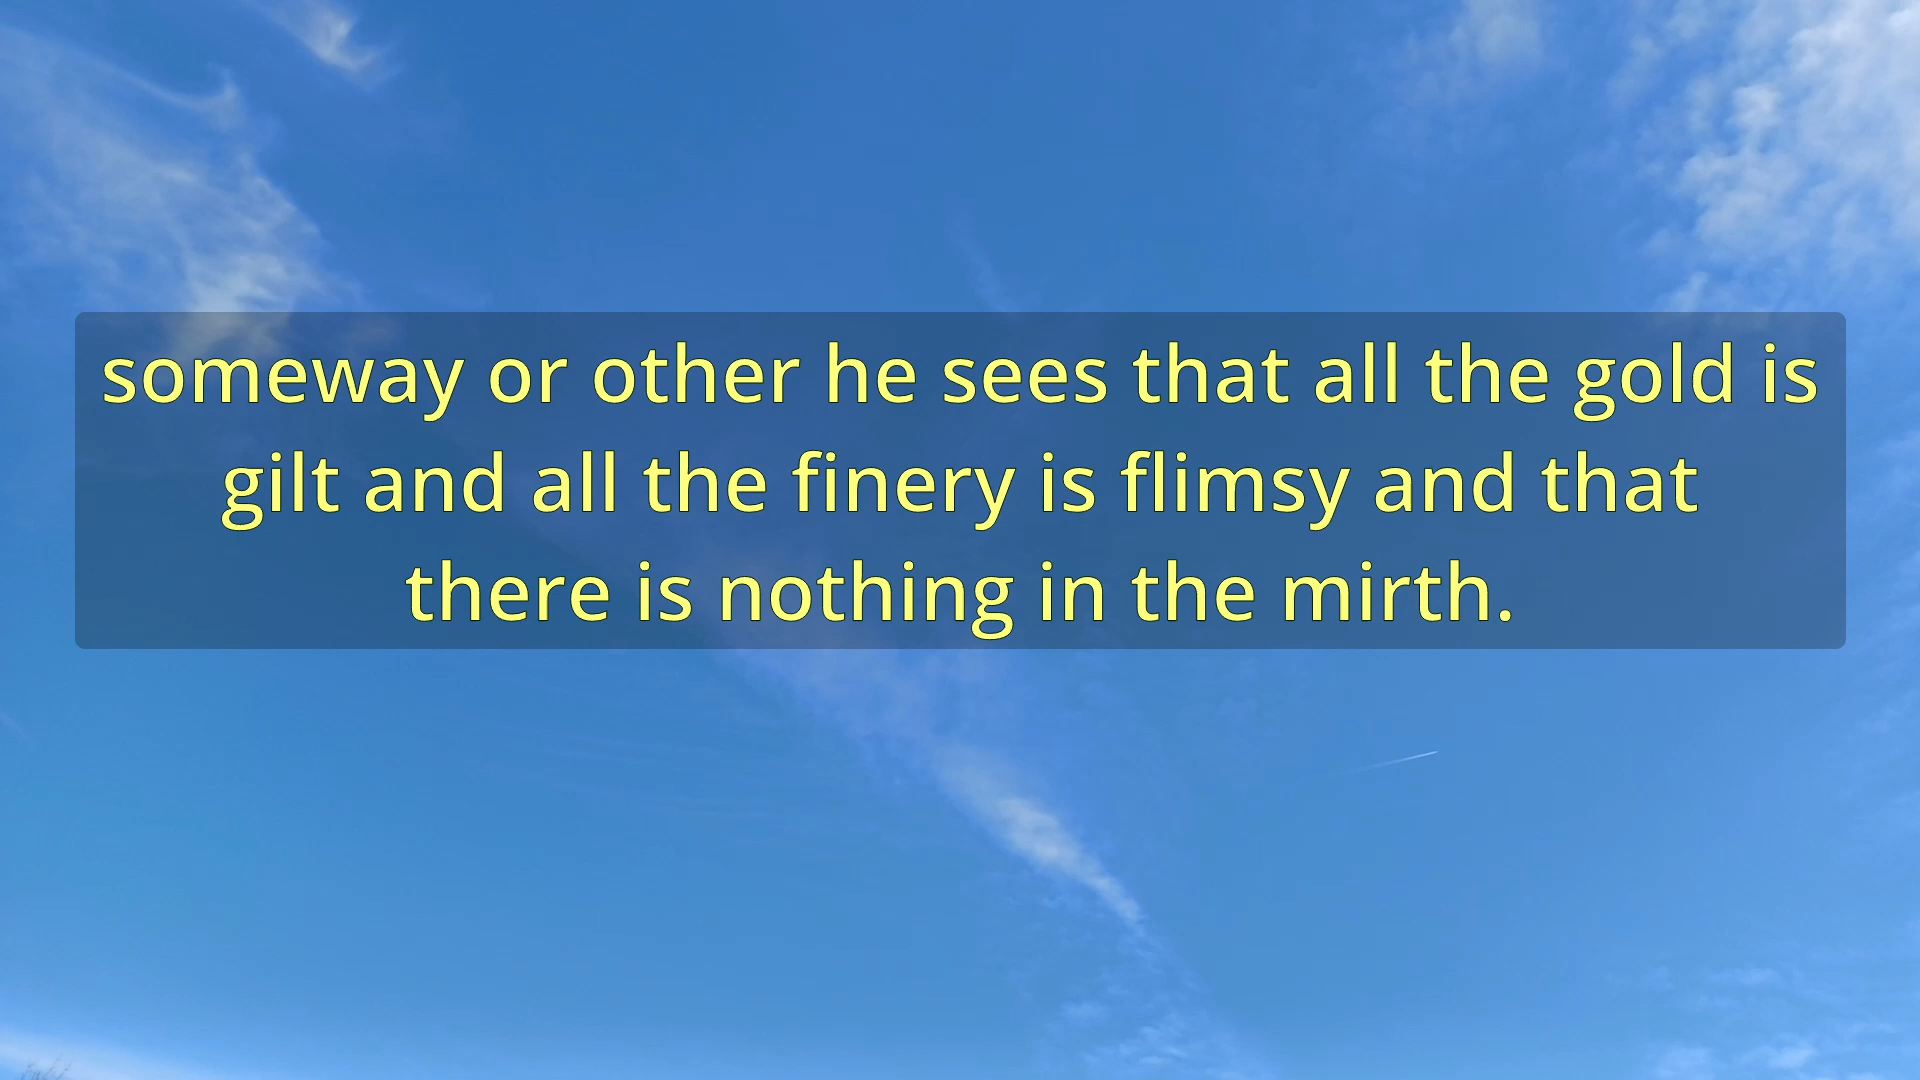 someway or other he sees that all the gold is
gilt and all the finery is flimsy and that
there is nothing in the mirth.